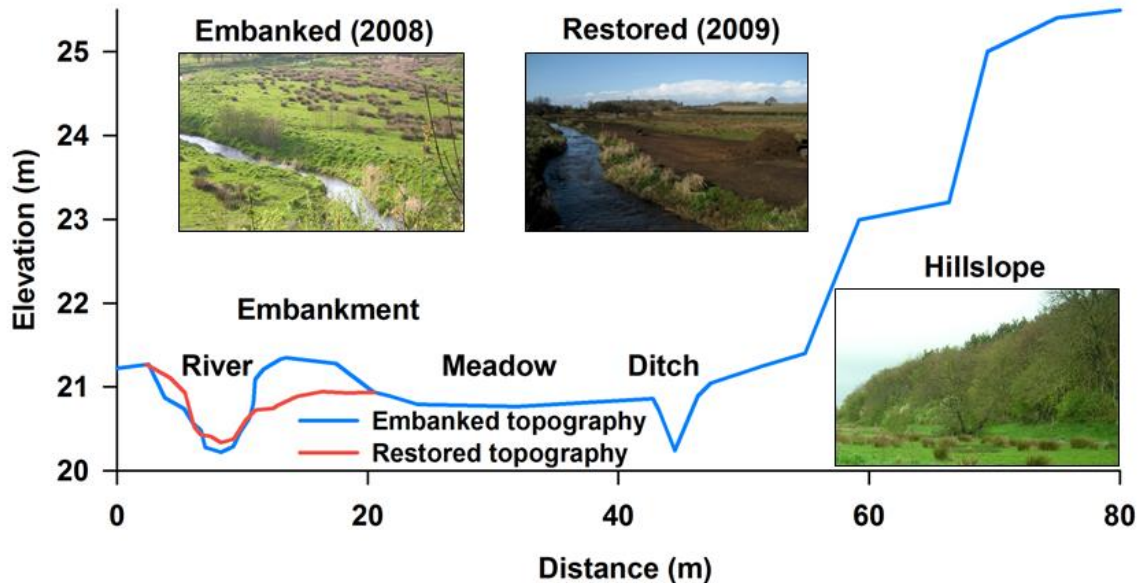 Embanked (2008)
Restored (2009)
Elevation (m)
25
24
23
22
21
20
Hillslope
Embankment
River
Meadow
Ditch
Embanked topography
Restored topography
0
20
40
60
80
Distance (m)